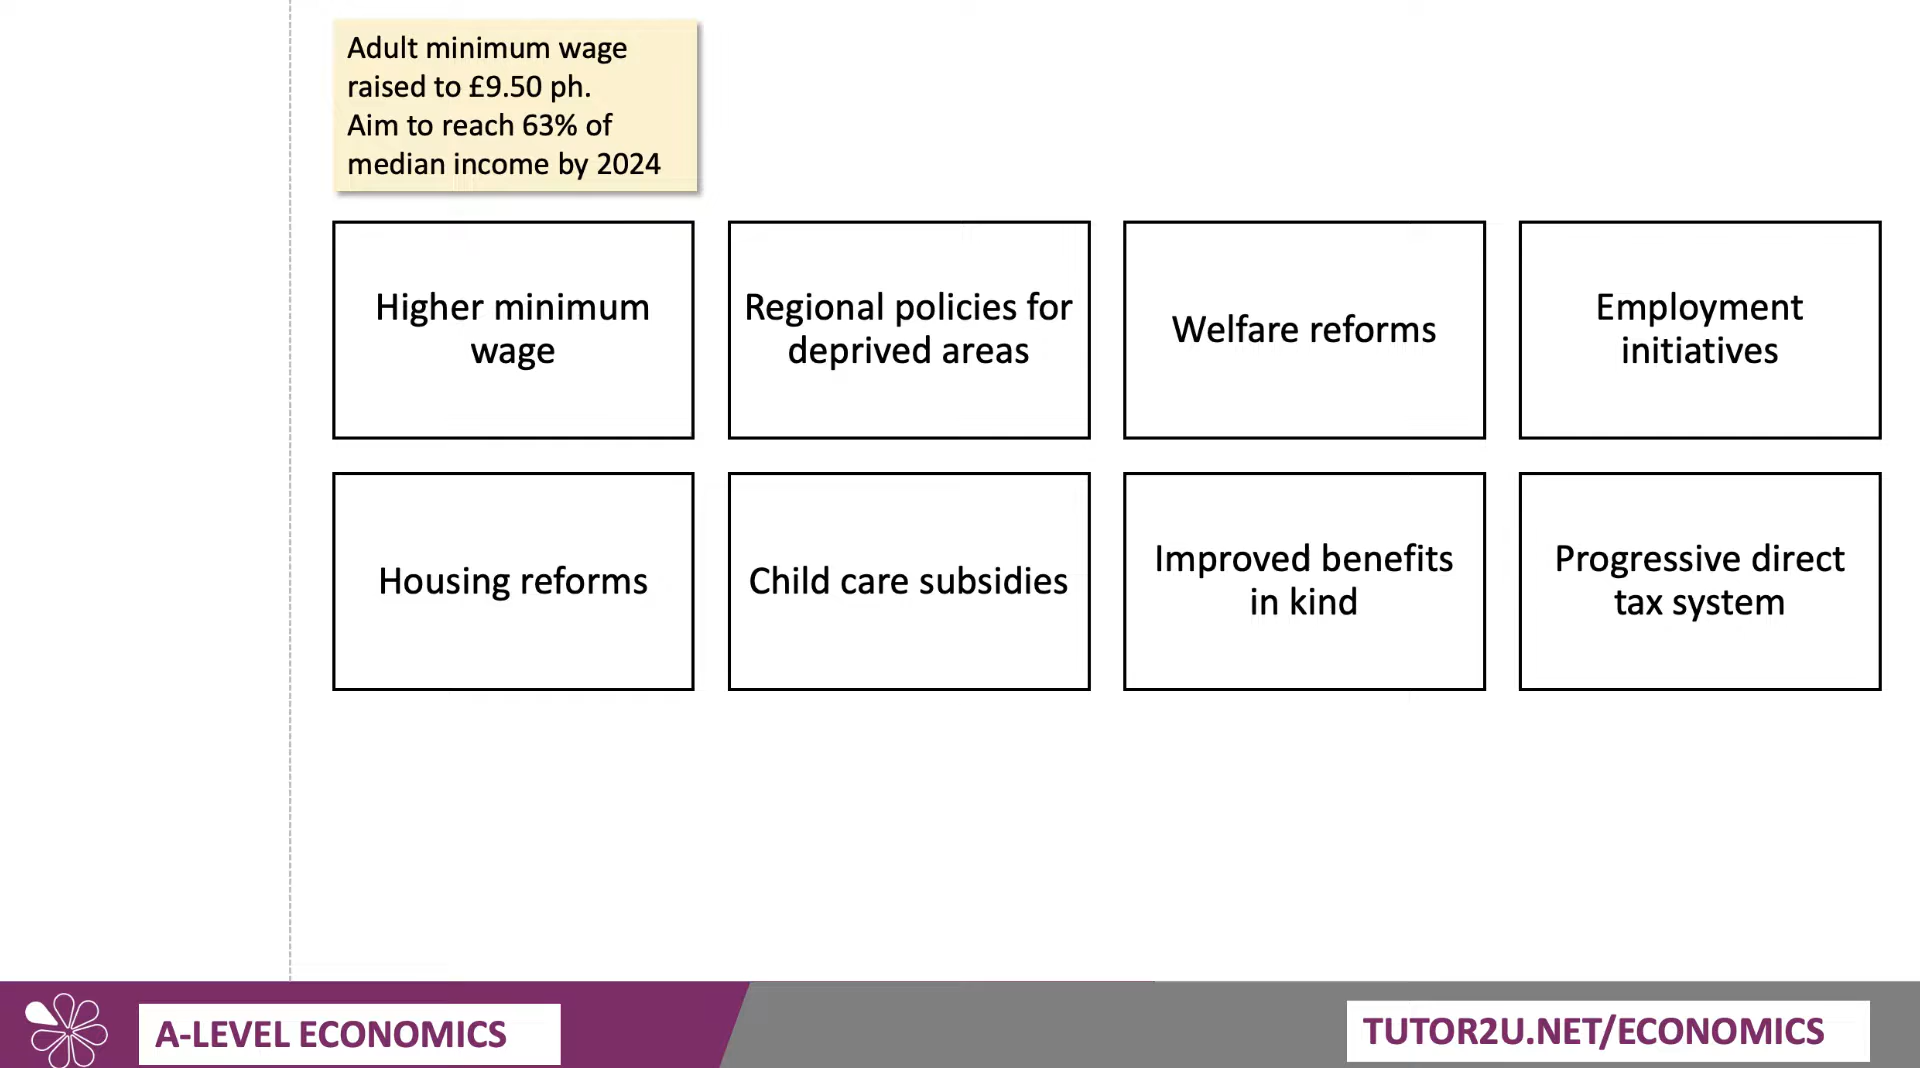 Adult minimum wage
raised to £9.50 ph.
Aim to reach 63% of
median income by 2024
Higher minimum
wage
Regional policies for
deprived areas
Welfare reforms
Employment
initiatives
Housing reforms
Child care subsidies
Improved benefits
in kind
Progressive direct
tax system
A-LEVEL ECONOMICS
TUTOR2U.NET/ECONOMICS